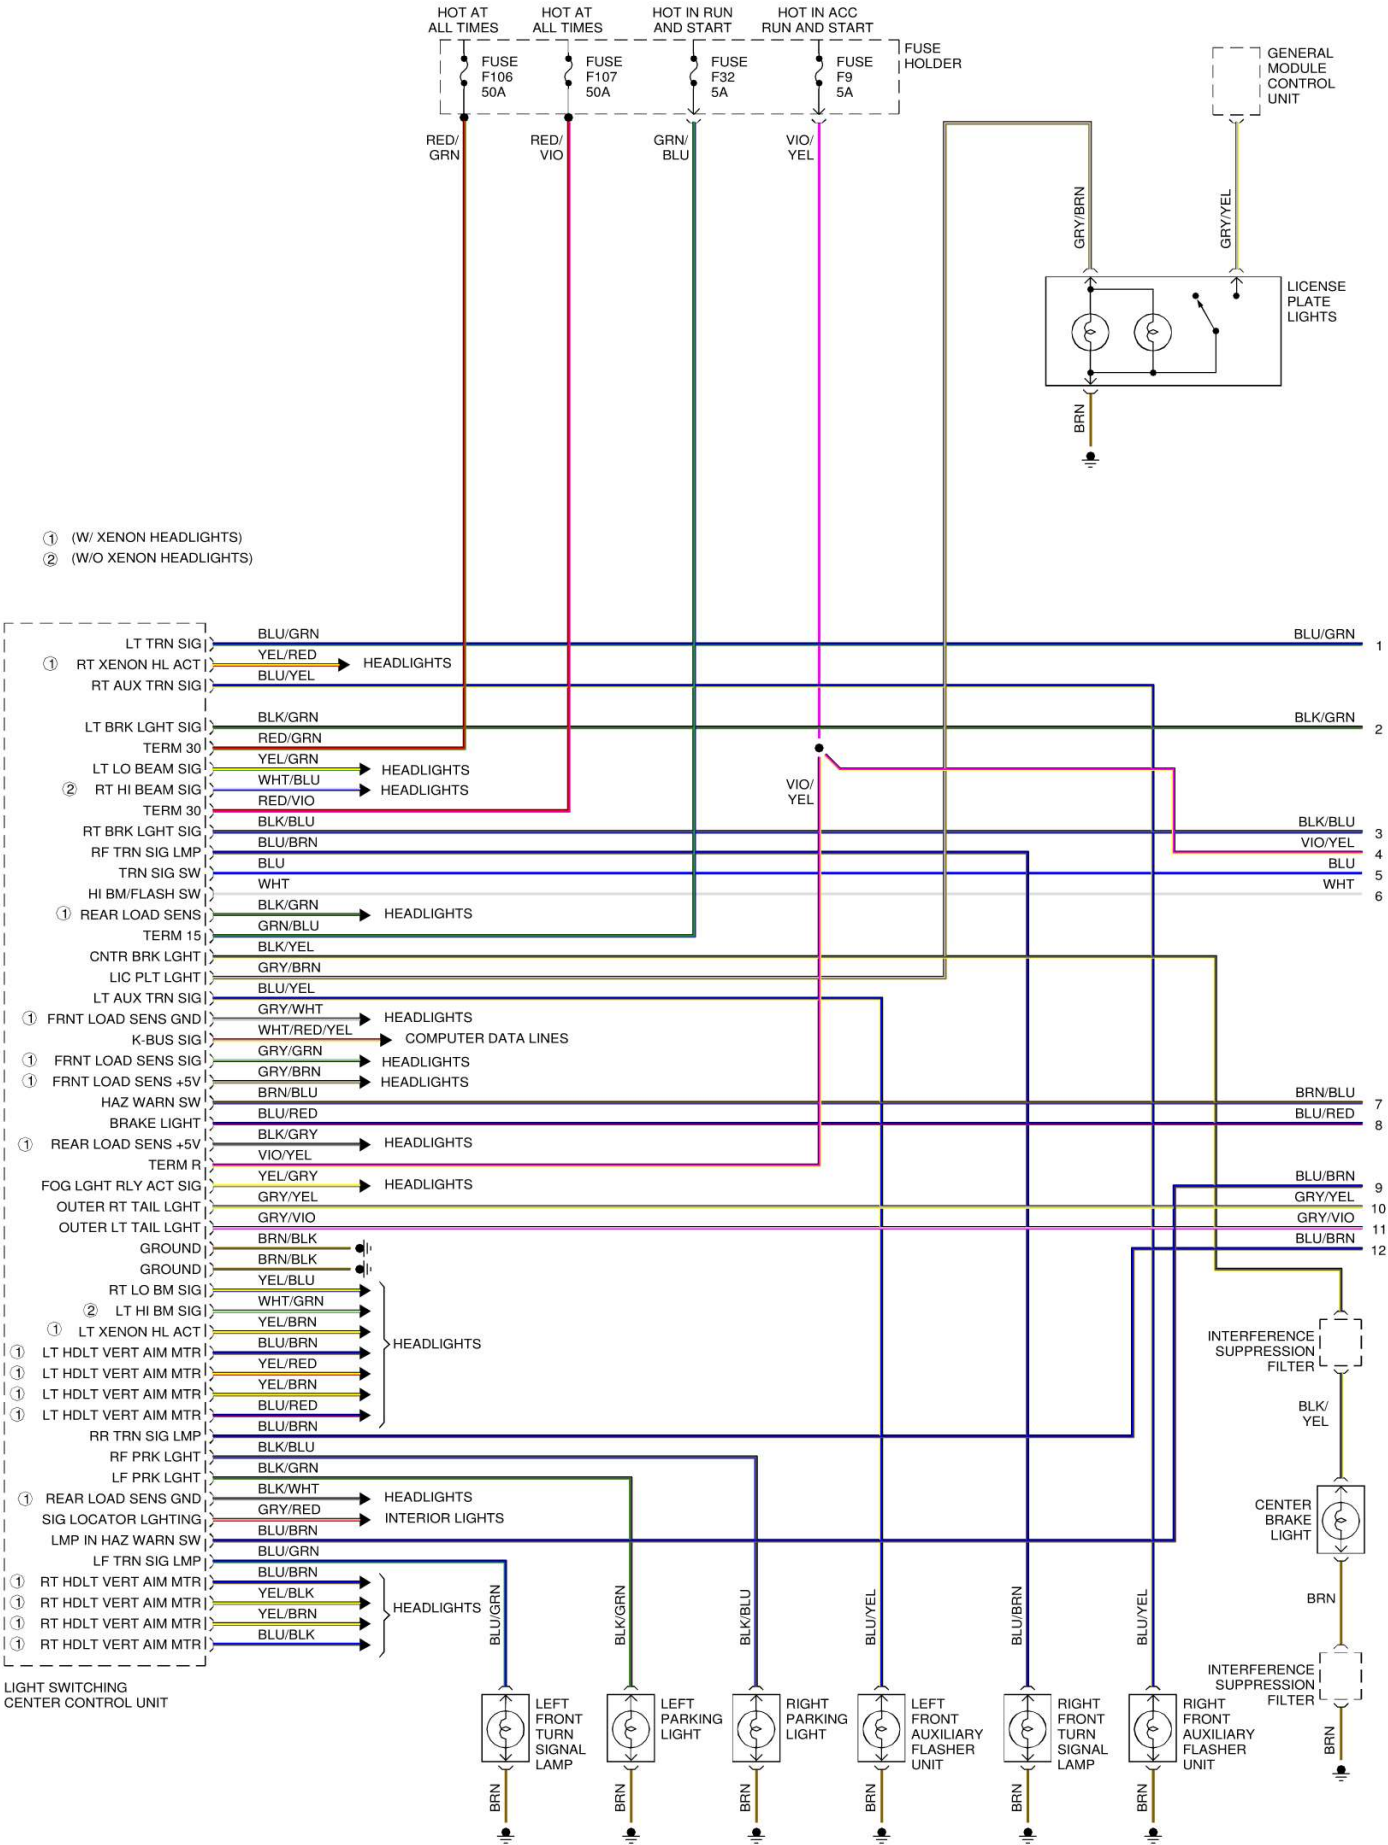 HOT AT
ALL TIMES
HOT AT
ALL TIMES
HOT IN RUN
AND START
HOT IN ACC
RUN AND START
FUSE
F106
50A
FUSE
F107
50A
FUSE
F32
5A
FUSE
F9
5A
FUSE
HOLDER
GENERAL
MODULE
CONTROL
UNIT
RED/
GRN
RED/
VIO
GRN/
BLU
VIO/
YEL
GRY/BRN
GRY/YEL
LICENSE
PLATE
LIGHTS
BRN
① (W/ XENON HEADLIGHTS)
② (W/O XENON HEADLIGHTS)
LT TRN SIG BLU/GRN BLU/GRN 1
① RT XENON HL ACT YEL/RED HEADLIGHTS
RT AUX TRN SIG BLU/YEL
LT BRK LGHT SIG BLK/GRN BLK/GRN 2
TERM 30 RED/GRN
LT LO BEAM SIG YEL/GRN HEADLIGHTS
② RT HI BEAM SIG WHT/BLU HEADLIGHTS
VIO/
YEL
TERM 30 RED/VIO
RT BRK LGHT SIG BLK/BLU BLK/BLU 3
RF TRN SIG LMP BLU/BRN VIO/YEL 4
TRN SIG SW BLU BLU 5
HI BM/FLASH SW WHT WHT 6
① REAR LOAD SENS BLK/GRN HEADLIGHTS
TERM 15 GRN/BLU
CNTR BRK LGHT BLK/YEL
LIC PLT LGHT GRY/BRN
LT AUX TRN SIG BLU/YEL
① FRNT LOAD SENS GND GRY/WHT HEADLIGHTS
K-BUS SIG WHT/RED/YEL COMPUTER DATA LINES
① FRNT LOAD SENS SIG GRY/GRN HEADLIGHTS
① FRNT LOAD SENS +5V GRY/BRN HEADLIGHTS
HAZ WARN SW BRN/BLU BRN/BLU 7
BRAKE LIGHT BLU/RED BLU/RED 8
① REAR LOAD SENS +5V BLK/GRY HEADLIGHTS
TERM R VIO/YEL
FOG LGHT RLY ACT SIG YEL/GRY HEADLIGHTS BLU/BRN 9
OUTER RT TAIL LGHT GRY/YEL GRY/YEL 10
OUTER LT TAIL LGHT GRY/VIO GRY/VIO 11
GROUND BRN/BLK BLU/BRN 12
GROUND BRN/BLK
RT LO BM SIG YEL/BLU
② LT HI BM SIG WHT/GRN
① LT XENON HL ACT YEL/BRN
HEADLIGHTS
① LT HDLT VERT AIM MTR BLU/BRN
① LT HDLT VERT AIM MTR YEL/RED
① LT HDLT VERT AIM MTR YEL/BRN
① LT HDLT VERT AIM MTR BLU/RED
RR TRN SIG LMP BLU/BRN
RF PRK LGHT BLK/BLU
LF PRK LGHT BLK/GRN
① REAR LOAD SENS GND BLK/WHT HEADLIGHTS
SIG LOCATOR LGHTING GRY/RED INTERIOR LIGHTS
LMP IN HAZ WARN SW BLU/BRN
LF TRN SIG LMP BLU/GRN
① RT HDLT VERT AIM MTR BLU/BRN
① RT HDLT VERT AIM MTR YEL/BLK
HEADLIGHTS
① RT HDLT VERT AIM MTR YEL/BRN
① RT HDLT VERT AIM MTR BLU/BLK
LIGHT SWITCHING
CENTER CONTROL UNIT
INTERFERENCE
SUPPRESSION
FILTER
BLK/
YEL
CENTER
BRAKE
LIGHT
BRN
INTERFERENCE
SUPPRESSION
FILTER
BRN
BLU/GRN
BLK/GRN
BLK/BLU
BLU/YEL
BLU/BRN
BLU/YEL
LEFT
FRONT
TURN
SIGNAL
LAMP
LEFT
PARKING
LIGHT
RIGHT
PARKING
LIGHT
LEFT
FRONT
AUXILIARY
FLASHER
UNIT
RIGHT
FRONT
TURN
SIGNAL
LAMP
RIGHT
FRONT
AUXILIARY
FLASHER
UNIT
BRN
BRN
BRN
BRN
BRN
BRN